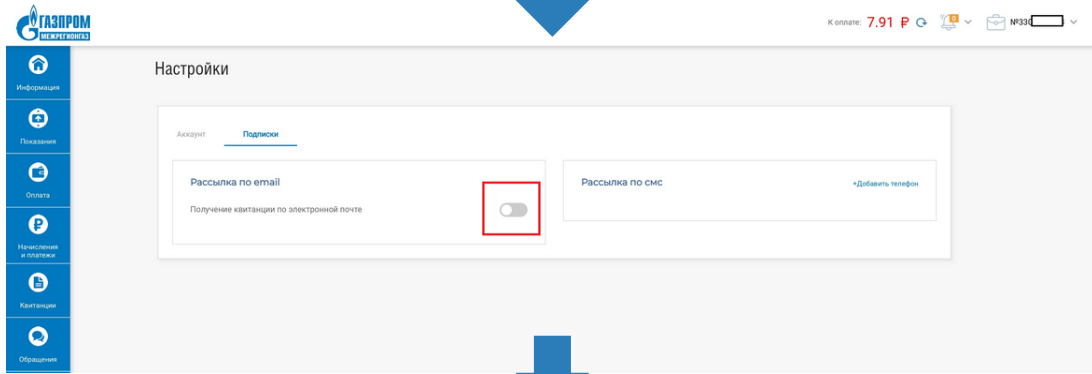 ГАЗПРОМ
МЕЖРЕГИОНГАЗ
К оплате: 7.91 ₽
0
№330
Информация
Показания
Оплата
Начисления
и платежи
Квитанции
Обращения
Настройки
Аккаунт Подписки
Рассылка по email
Получение квитанции по электронной почте
Рассылка по смс
+Добавить телефон